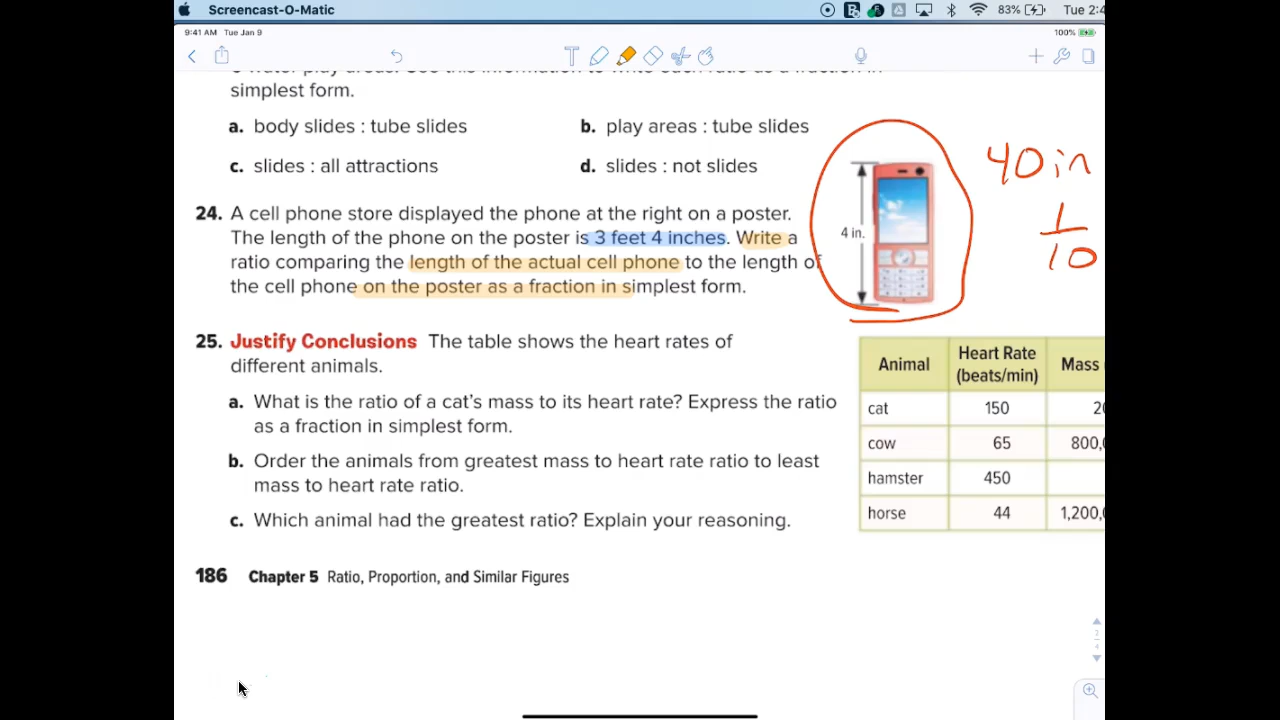 Screencast-O-Matic
83%
Tue 2:4
9:41 AM Tue Jan 9
100%
simplest form.
a. body slides : tube slides
b. play areas : tube slides
c. slides : all attractions
d. slides : not slides
24. A cell phone store displayed the phone at the right on a poster.
The length of the phone on the poster is 3 feet 4 inches. Write a
ratio comparing the length of the actual cell phone to the length of
the cell phone on the poster as a fraction in simplest form.
4 in.
40 in
1
10
25. Justify Conclusions The table shows the heart rates of
different animals.
a. What is the ratio of a cat's mass to its heart rate? Express the ratio
as a fraction in simplest form.
b. Order the animals from greatest mass to heart rate ratio to least
mass to heart rate ratio.
c. Which animal had the greatest ratio? Explain your reasoning.
Animal Heart Rate (beats/min) Mass
cat 150 20
cow 65 800,
hamster 450
horse 44 1,200,
186 Chapter 5 Ratio, Proportion, and Similar Figures